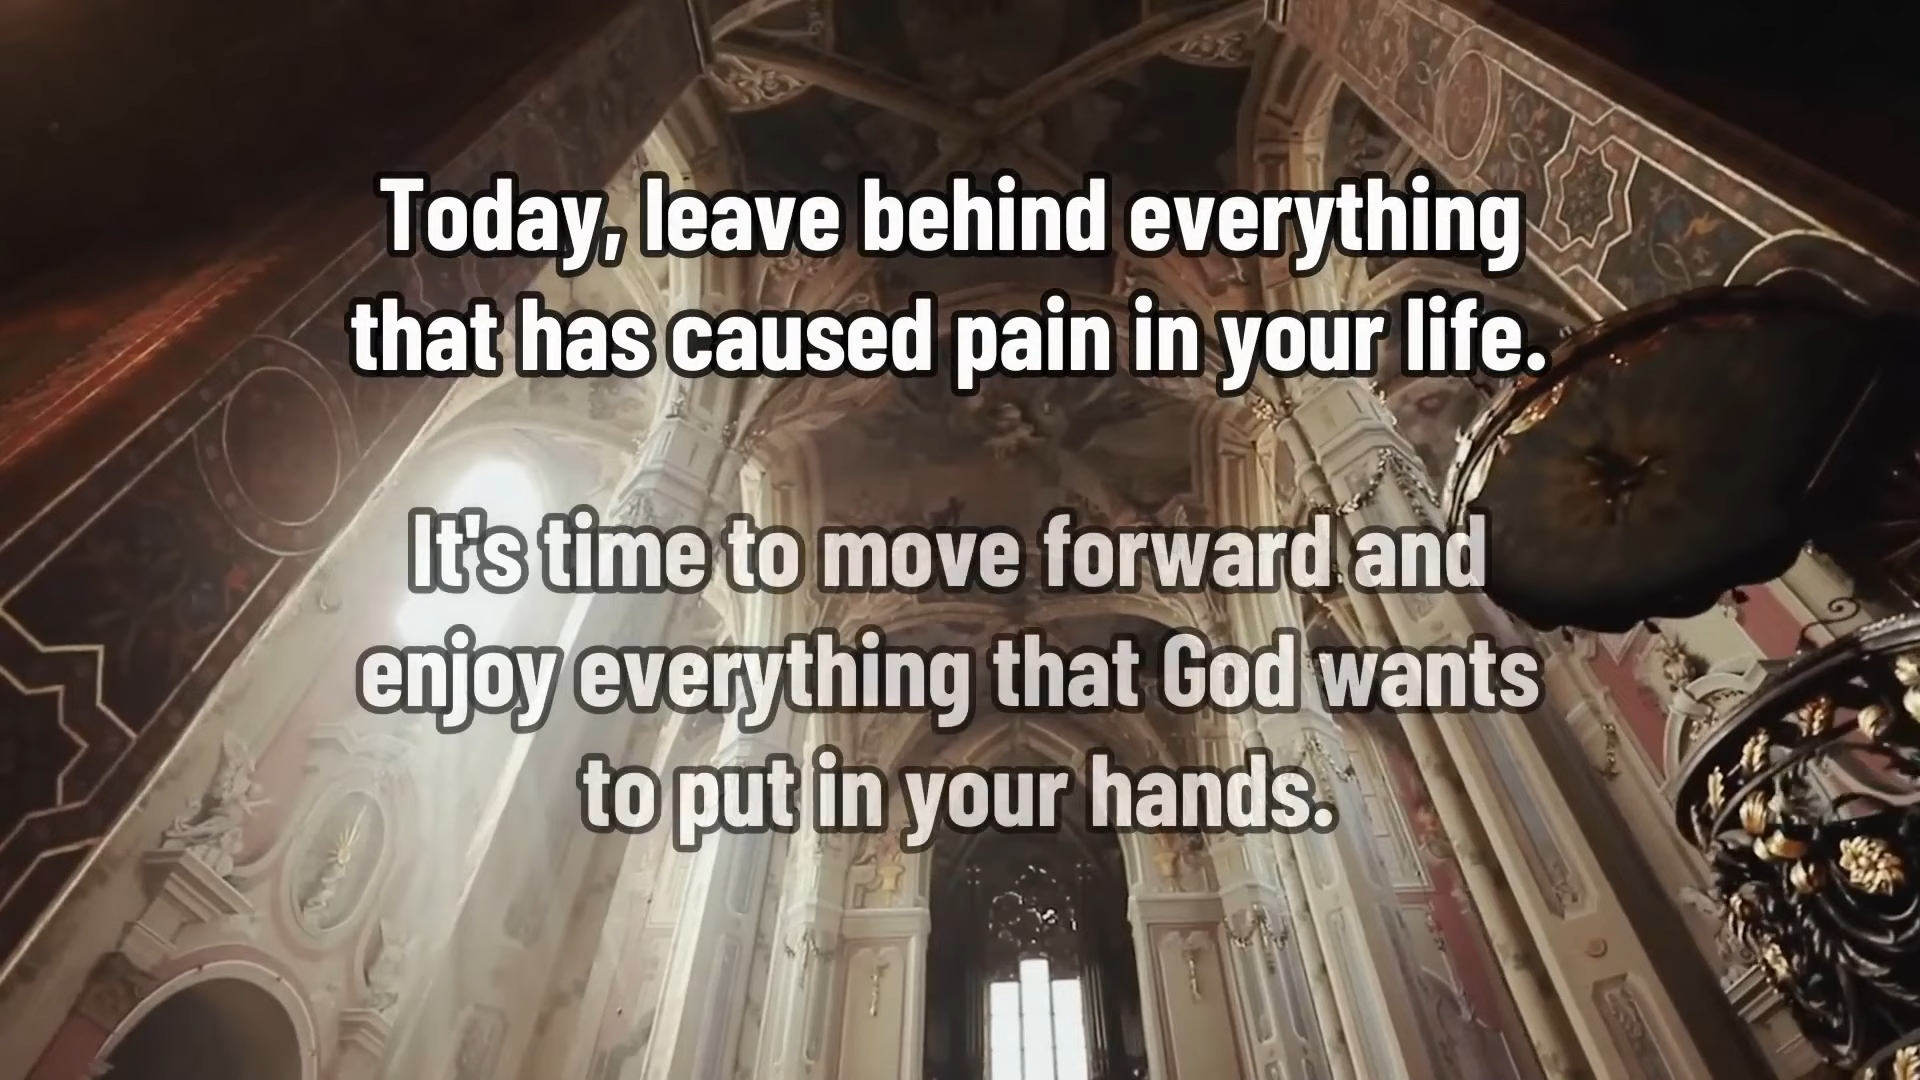 Today, leave behind everything
that has caused pain in your life.
It's time to move forward and
enjoy everything that God wants
to put in your hands.